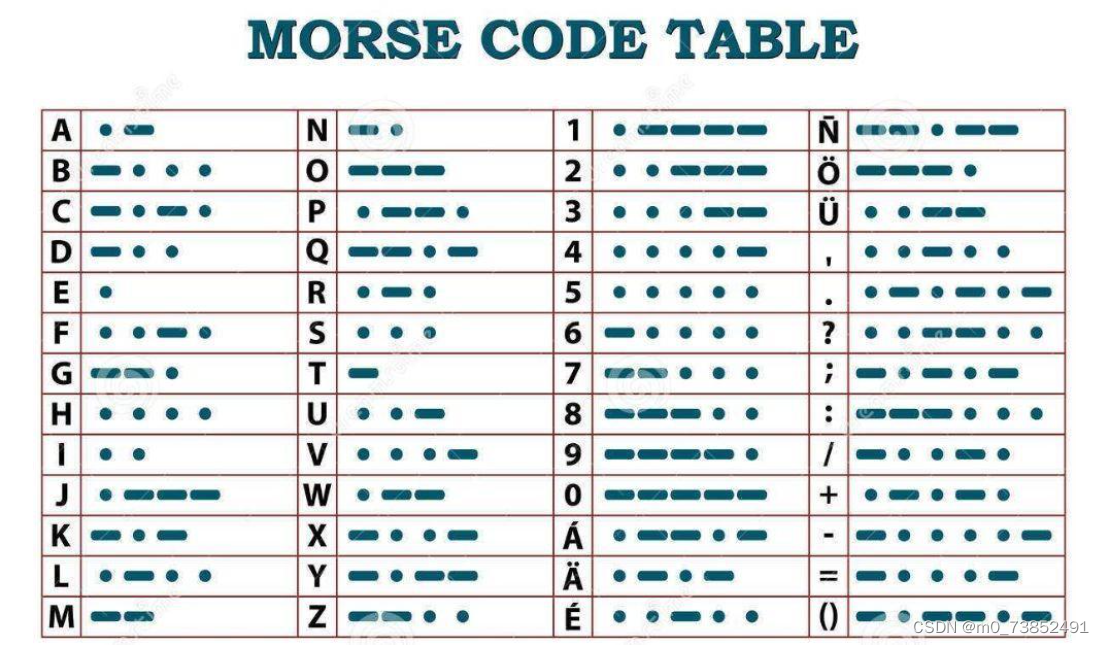 MORSE CODE TABLE
A •— N —• 1 •———— Ñ ——•——
B —••• O ——— 2 ••——— Ö ———•
C —•—• P •——• 3 •••—— Ü ••——
D —•• Q ——•— 4 ••••— , ••—••
E • R •—• 5 ••••• . •—•—•—
F ••—• S ••• 6 —•••• ? ••——••
G ——• T — 7 ——••• ; —•—•—
H •••• U ••— 8 ———•• : ———•••
I •• V •••— 9 ————• / —••—•
J •——— W •—— 0 ————— + •—•—•
K —•— X —••— Á •——•— - —••••—
L •—•• Y —•—— Ä •—•— = —•••—
M —— Z ——•• É ••—•• () —•——•—
CSDN @m0_73852491